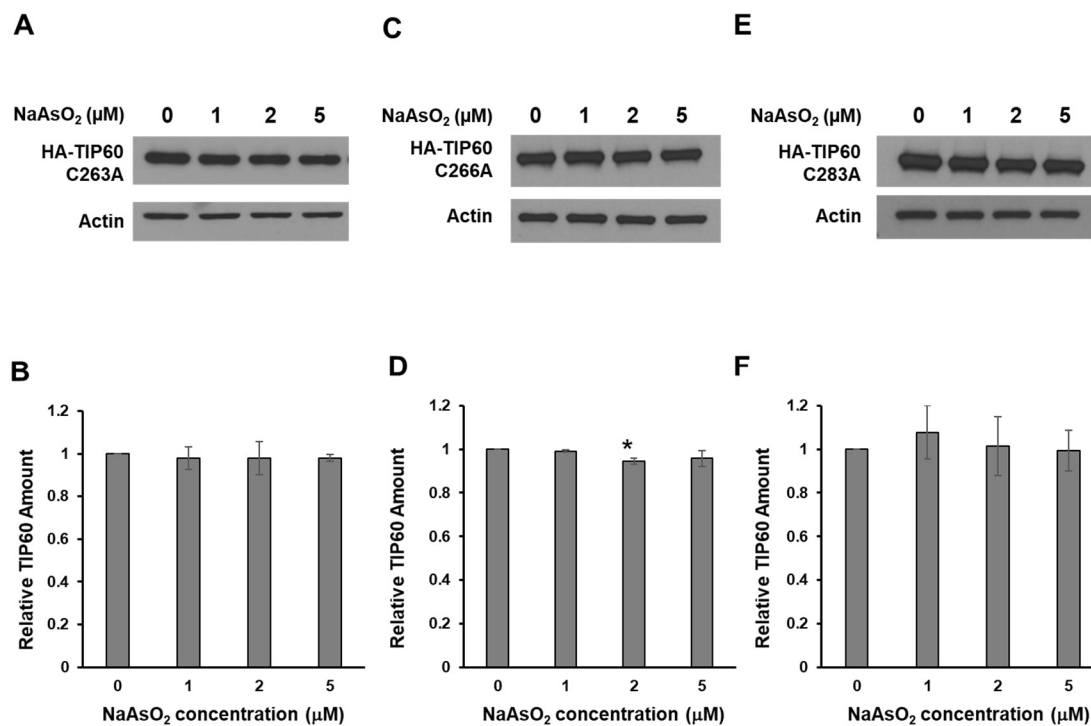 A
NaAsO₂ (µM) 0 1 2 5
HA-TIP60
C263A
Actin
C
NaAsO₂ (µM) 0 1 2 5
HA-TIP60
C266A
Actin
E
NaAsO₂ (µM) 0 1 2 5
HA-TIP60
C283A
Actin
B
Relative TIP60 Amount
1.2
1
0.8
0.6
0.4
0.2
0
0 1 2 5
NaAsO₂ concentration (µM)
D
Relative TIP60 Amount
1.2
1
0.8
0.6
0.4
0.2
0
*
0 1 2 5
NaAsO₂ concentration (µM)
F
Relative TIP60 Amount
1.2
1
0.8
0.6
0.4
0.2
0
0 1 2 5
NaAsO₂ concentration (µM)